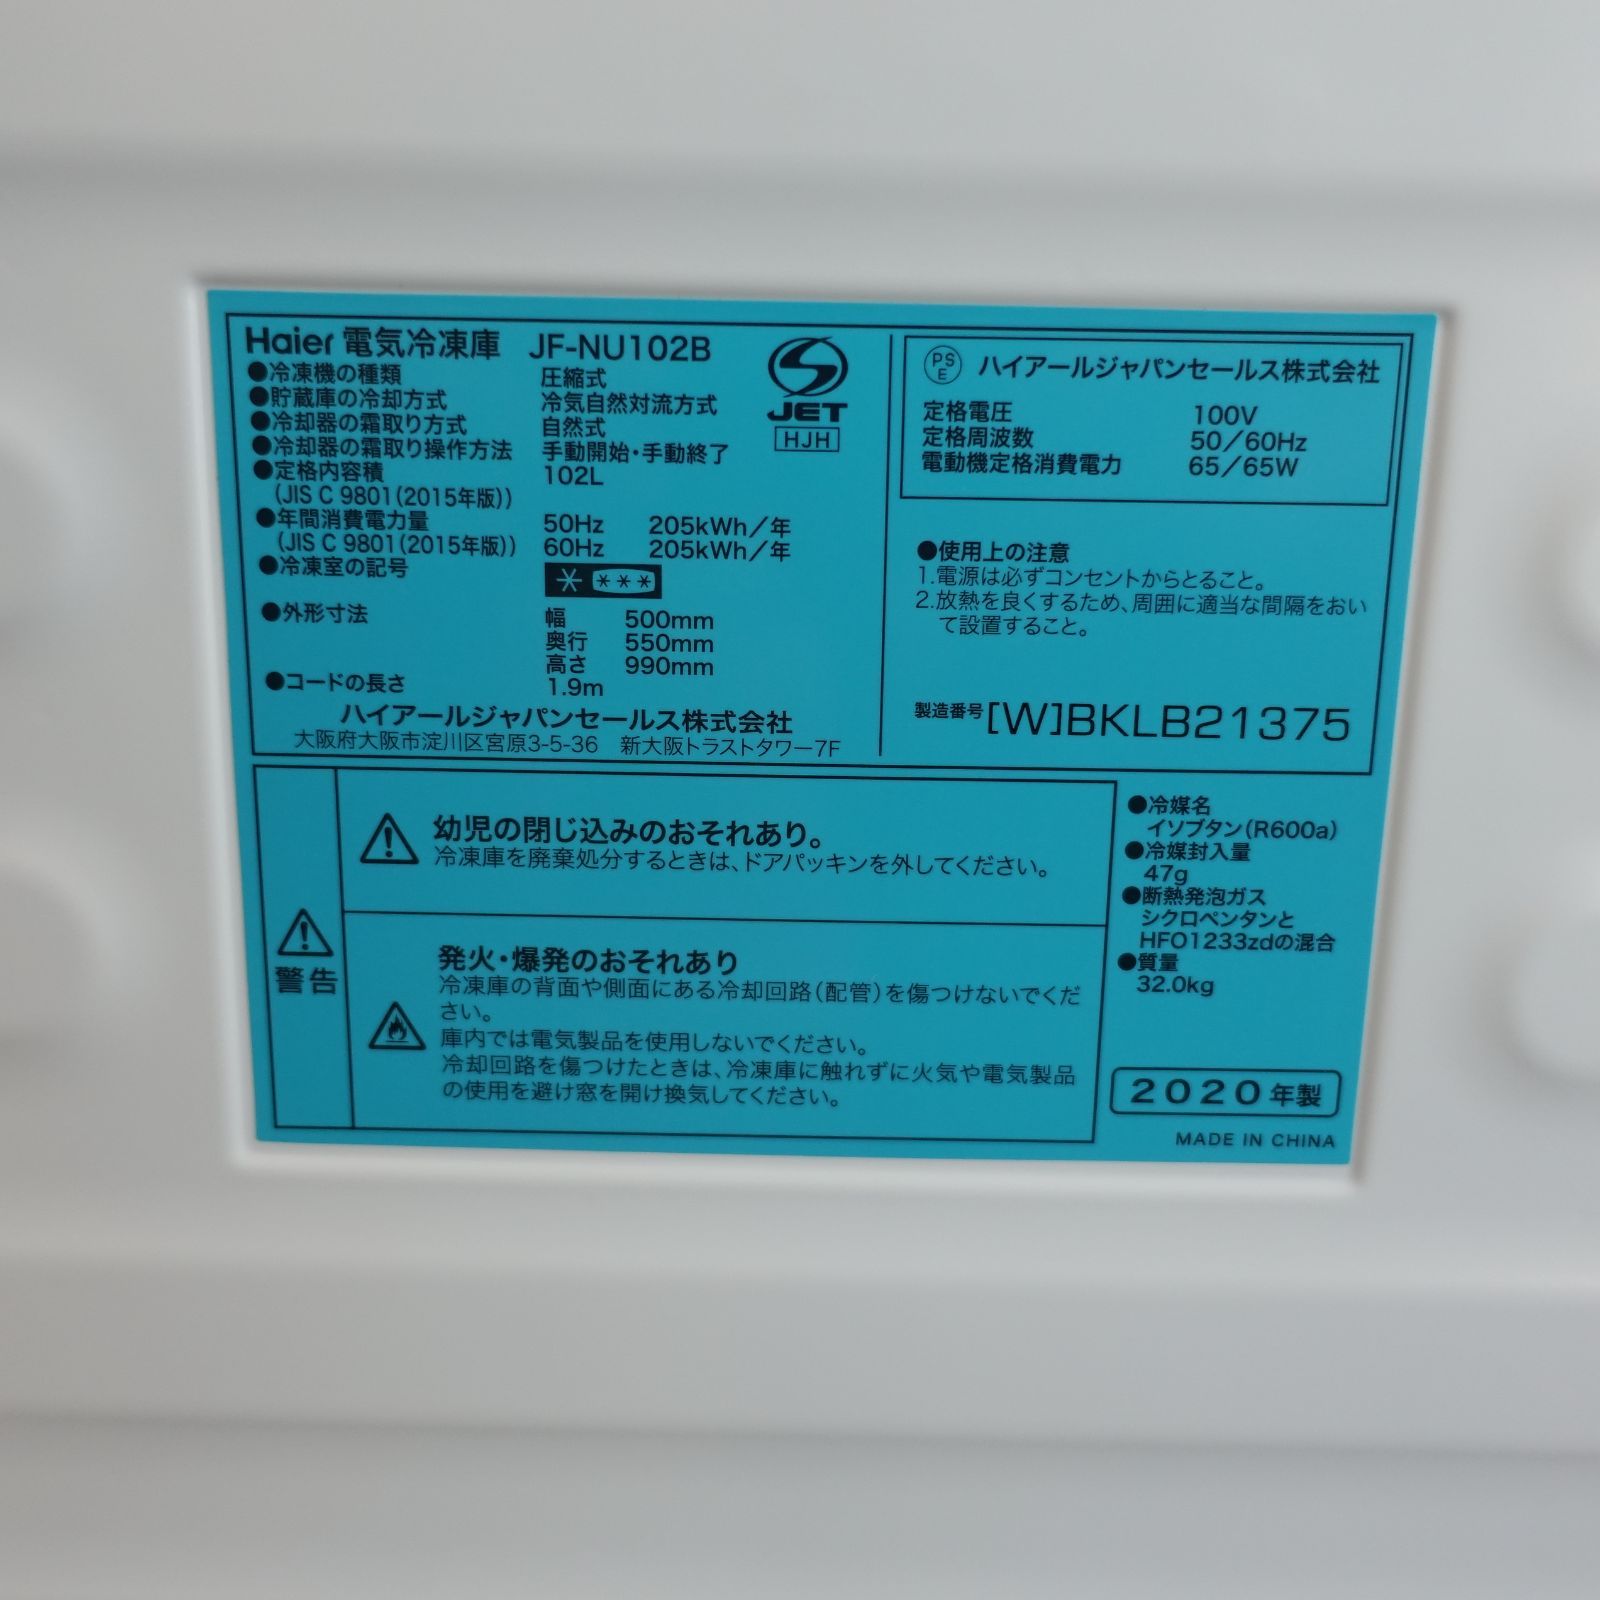 Haier 電気冷凍庫 JF-NU102B
●冷凍機の種類 圧縮式
●貯蔵庫の冷却方式 冷気自然対流方式
●冷却器の霜取り方式 自然式
●冷却器の霜取り操作方法 手動開始・手動終了
●定格内容積 102L
(JIS C 9801(2015年版))
●年間消費電力量 50Hz 205kWh/年
(JIS C 9801(2015年版)) 60Hz 205kWh/年
●冷凍室の記号 * ***
●外形寸法 幅 500mm
奥行 550mm
高さ 990mm
●コードの長さ 1.9m
ハイアールジャパンセールス株式会社
大阪府大阪市淀川区宮原3-5-36 新大阪トラストタワー7F
JET
HJH
PS
E
ハイアールジャパンセールス株式会社
定格電圧 100V
定格周波数 50/60Hz
電動機定格消費電力 65/65W
●使用上の注意
1.電源は必ずコンセントからとること。
2.放熱を良くするため、周囲に適当な間隔をおい
て設置すること。
製造番号 [W]BKLB21375
警告
幼児の閉じ込みのおそれあり。
冷凍庫を廃棄処分するときは、ドアパッキンを外してください。
発火・爆発のおそれあり
冷凍庫の背面や側面にある冷却回路(配管)を傷つけないでくだ
さい。
庫内では電気製品を使用しないでください。
冷却回路を傷つけたときは、冷凍庫に触れずに火気や電気製品
の使用を避け窓を開け換気してください。
●冷媒名
イソブタン(R600a)
●冷媒封入量
47g
●断熱発泡ガス
シクロペンタンと
HFO1233zdの混合
●質量
32.0kg
2020年製
MADE IN CHINA